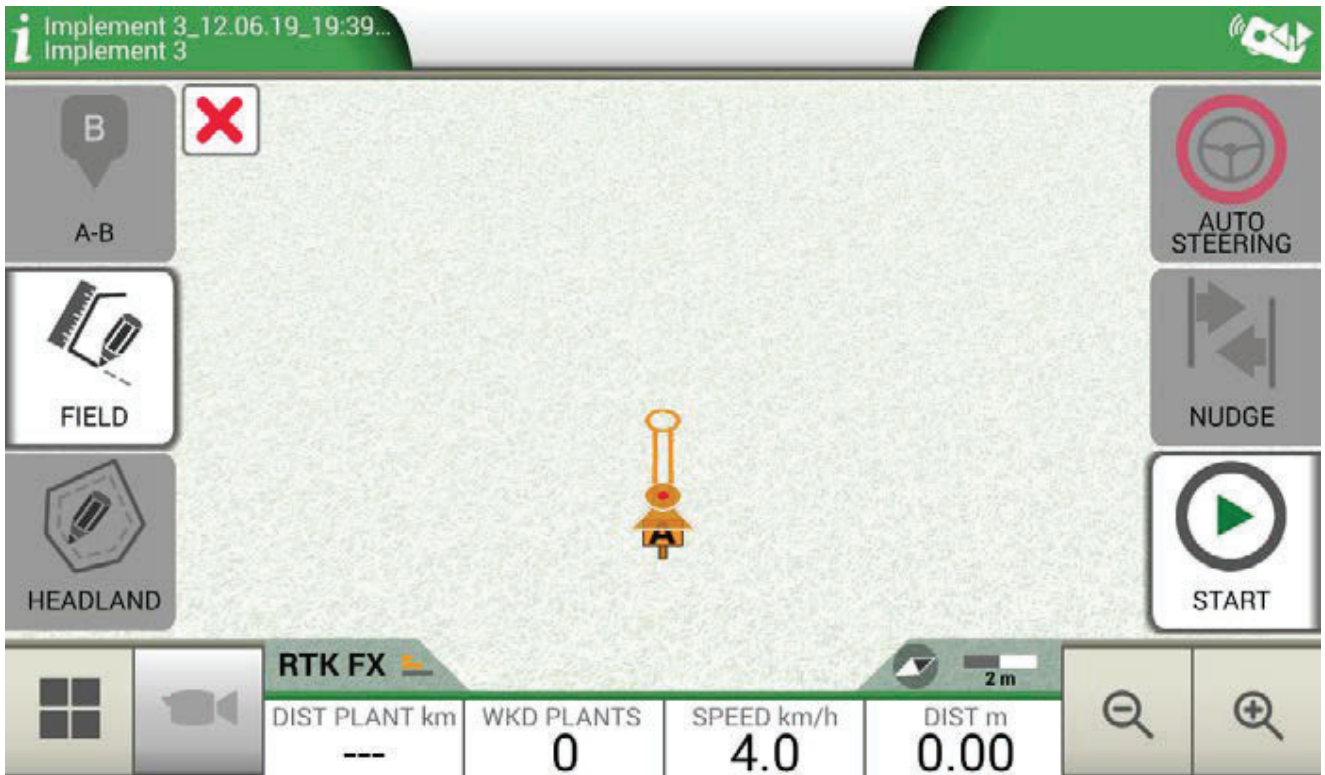 Implement 3_12.06.19_19:39...
Implement 3
B
A-B
FIELD
HEADLAND
AUTO
STEERING
NUDGE
START
A
RTK FX
2 m
DIST PLANT km
---
WKD PLANTS
0
SPEED km/h
4.0
DIST m
0.00